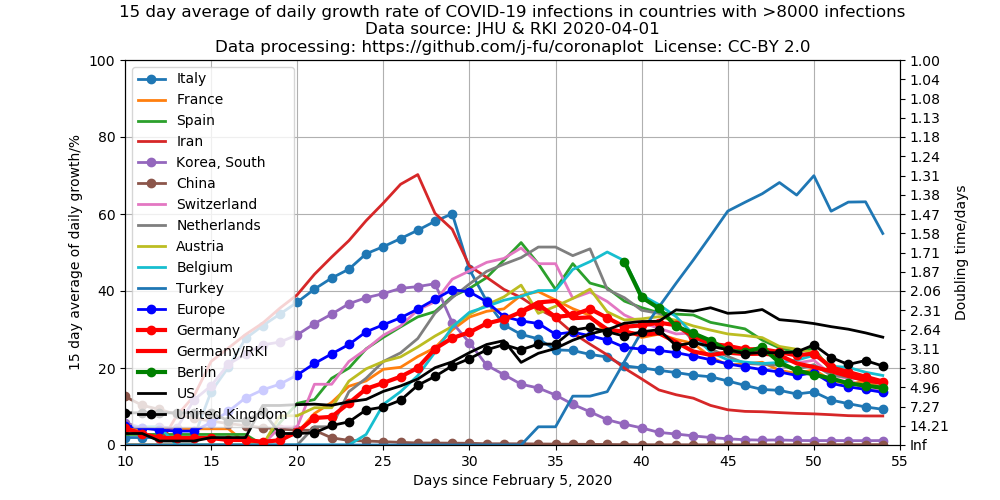 15 day average of daily growth rate of COVID-19 infections in countries with >8000 infections
Data source: JHU & RKI 2020-04-01
Data processing: https://github.com/j-fu/coronaplot  License: CC-BY 2.0
15 day average of daily growth/%
100
80
60
40
20
0
Italy
France
Spain
Iran
Korea, South
China
Switzerland
Netherlands
Austria
Belgium
Turkey
Europe
Germany
Germany/RKI
Berlin
US
United Kingdom
1.00
1.04
1.08
1.13
1.18
1.24
1.31
1.38
1.47
1.58
1.71
1.87
2.06
2.31
2.64
3.11
3.80
4.96
7.27
14.21
Inf
Doubling time/days
10 15 20 25 30 35 40 45 50 55
Days since February 5, 2020